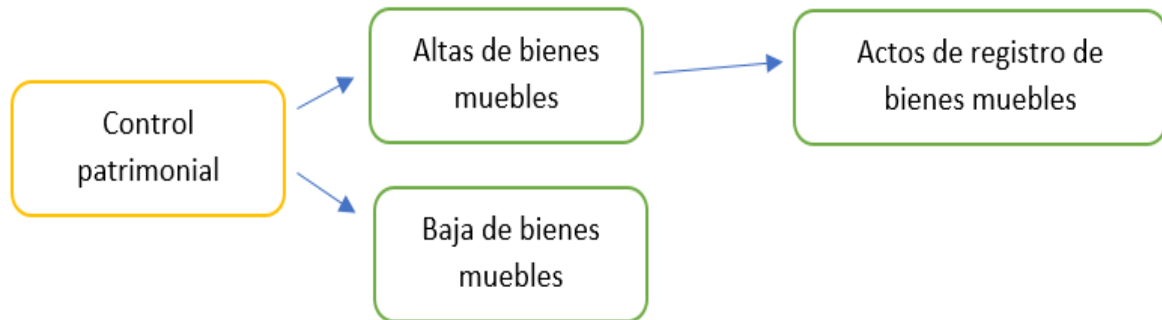 Control
patrimonial
Altas de bienes
muebles
Actos de registro de
bienes muebles
Baja de bienes
muebles